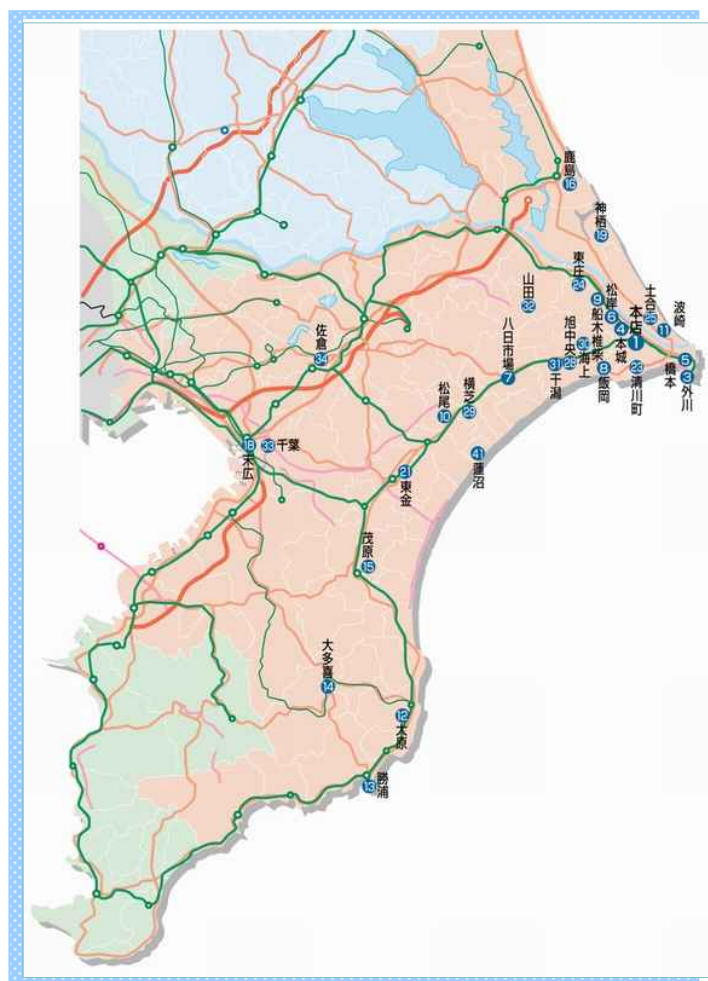 鹿島
16
神栖
19
東庄
24
山田
32
松岸
6
9
船木椎柴
4
本城
本店
1
土合
25
波崎
11
佐倉
34
八日市場
7
旭中央
28
30
海上
31
干潟
8
飯岡
23
清川町
5
橋本
3
外川
松尾
10
横芝
29
18
末広
33
千葉
21
東金
41
蓮沼
茂原
15
大多喜
14
12
大原
13
勝浦